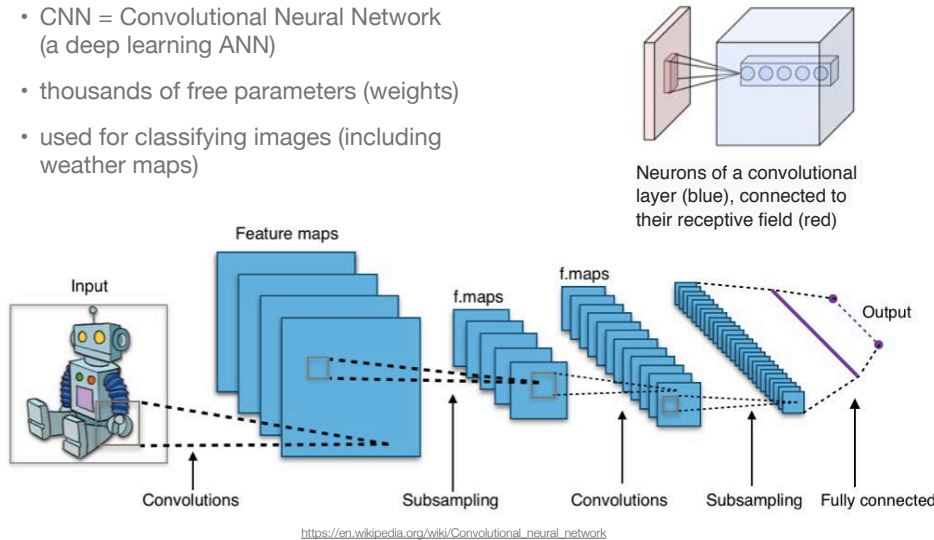 • CNN = Convolutional Neural Network
(a deep learning ANN)
• thousands of free parameters (weights)
• used for classifying images (including
weather maps)
Neurons of a convolutional
layer (blue), connected to
their receptive field (red)
Feature maps
Input
f.maps
f.maps
Output
Convolutions
Subsampling
Convolutions
Subsampling
Fully connected
https://en.wikipedia.org/wiki/Convolutional_neural_network